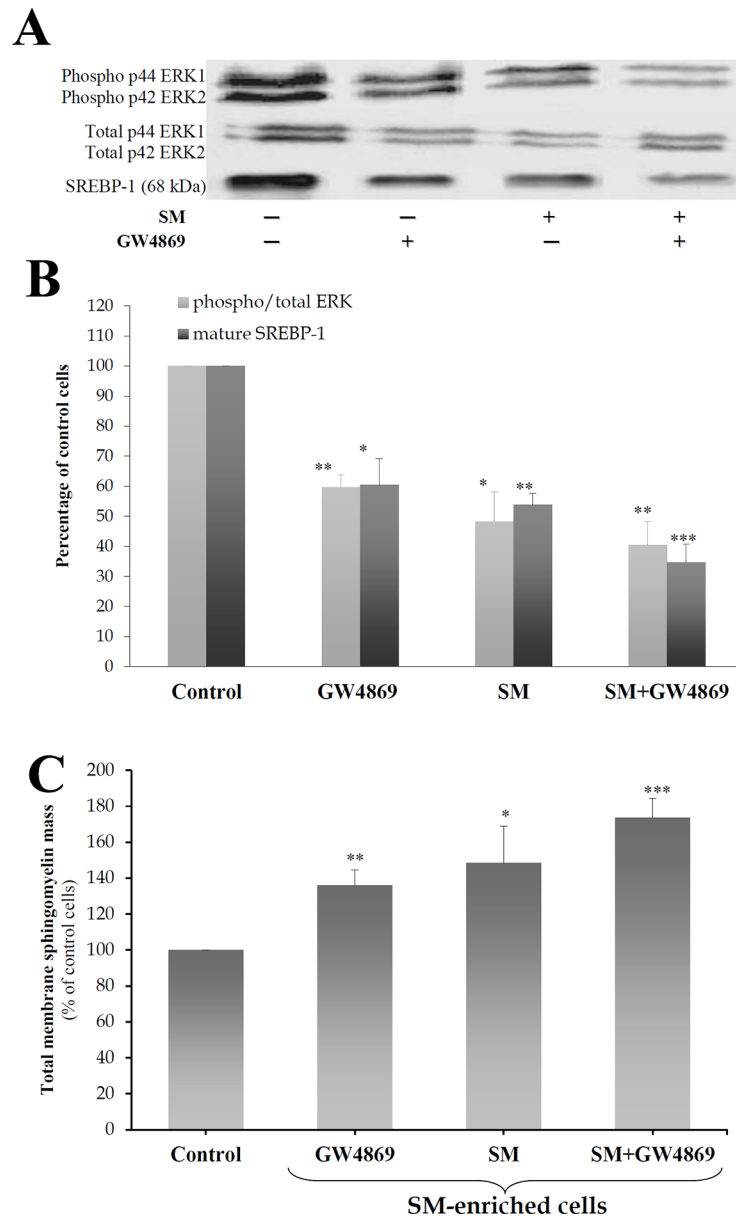 A
Phospho p44 ERK1
Phospho p42 ERK2
Total p44 ERK1
Total p42 ERK2
SREBP-1 (68 kDa)
SM — — + +
GW4869 — + — +
B
phospho/total ERK
mature SREBP-1
Percentage of control cells
120
110
100
90
80
70
60
50
40
30
20
10
0
** *
* **
** ***
Control GW4869 SM SM+GW4869
C
Total membrane sphingomyelin mass
(% of control cells)
200
180
160
140
120
100
80
60
40
20
0
**
*
***
Control GW4869 SM SM+GW4869
SM-enriched cells